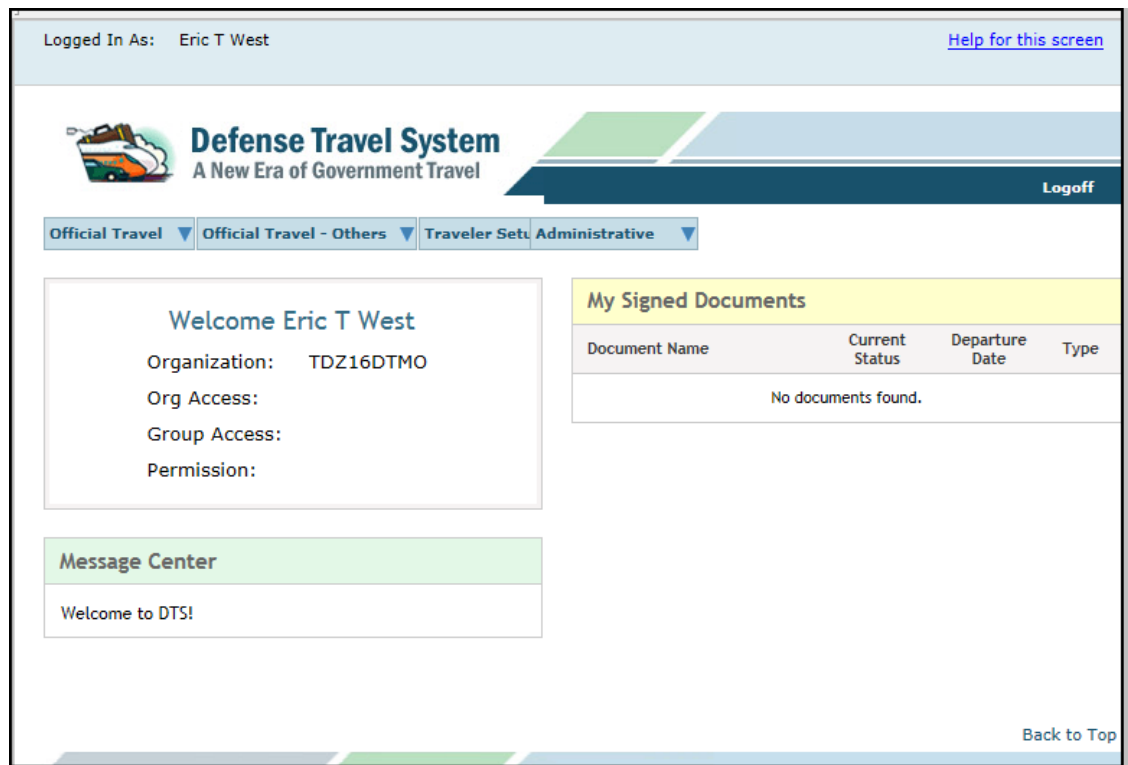 Logged In As: Eric T West
Help for this screen
Defense Travel System
A New Era of Government Travel
Logoff
Official Travel
Official Travel - Others
Traveler Setu
Administrative
Welcome Eric T West
Organization: TDZ16DTMO
Org Access:
Group Access:
Permission:
My Signed Documents
Document Name
Current
Status
Departure
Date
Type
No documents found.
Message Center
Welcome to DTS!
Back to Top